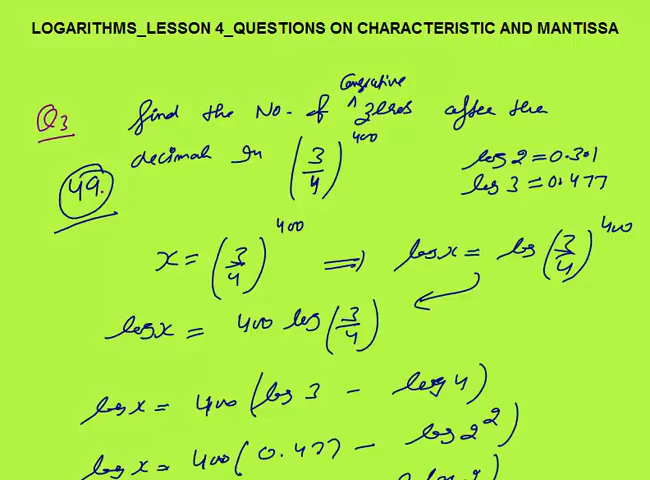 LOGARITHMS_LESSON 4_QUESTIONS ON CHARACTERISTIC AND MANTISSA
Q3 find the No. of ^ zeros after the
decimal in (3/4)^400
log 2 = 0.301
log 3 = 0.477
49.
x = (3/4)^400 ⟹ log x = log (3/4)^400
log x = 400 log (3/4)
log x = 400 (log 3 - log 4)
log x = 400 ( 0.477 - log 2^2 )